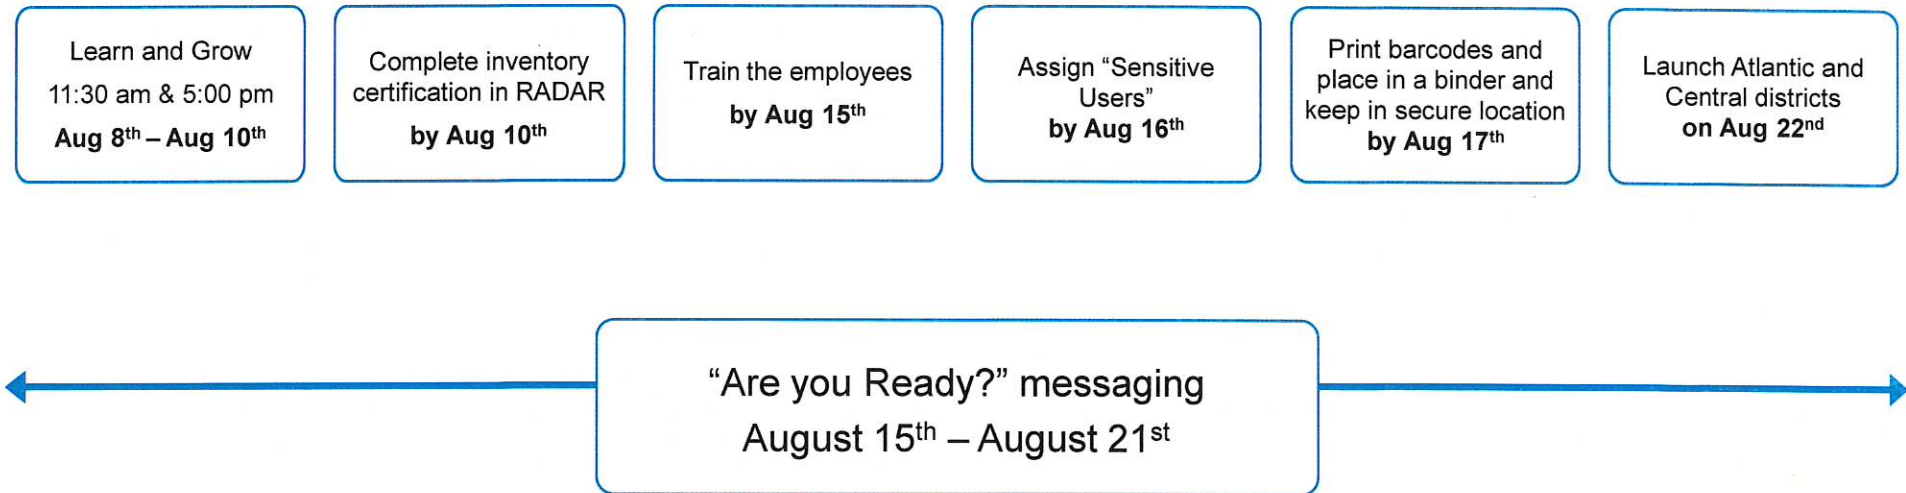 Learn and Grow
11:30 am & 5:00 pm
Aug 8th – Aug 10th
Complete inventory
certification in RADAR
by Aug 10th
Train the employees
by Aug 15th
Assign “Sensitive
Users”
by Aug 16th
Print barcodes and
place in a binder and
keep in secure location
by Aug 17th
Launch Atlantic and
Central districts
on Aug 22nd
“Are you Ready?” messaging
August 15th – August 21st